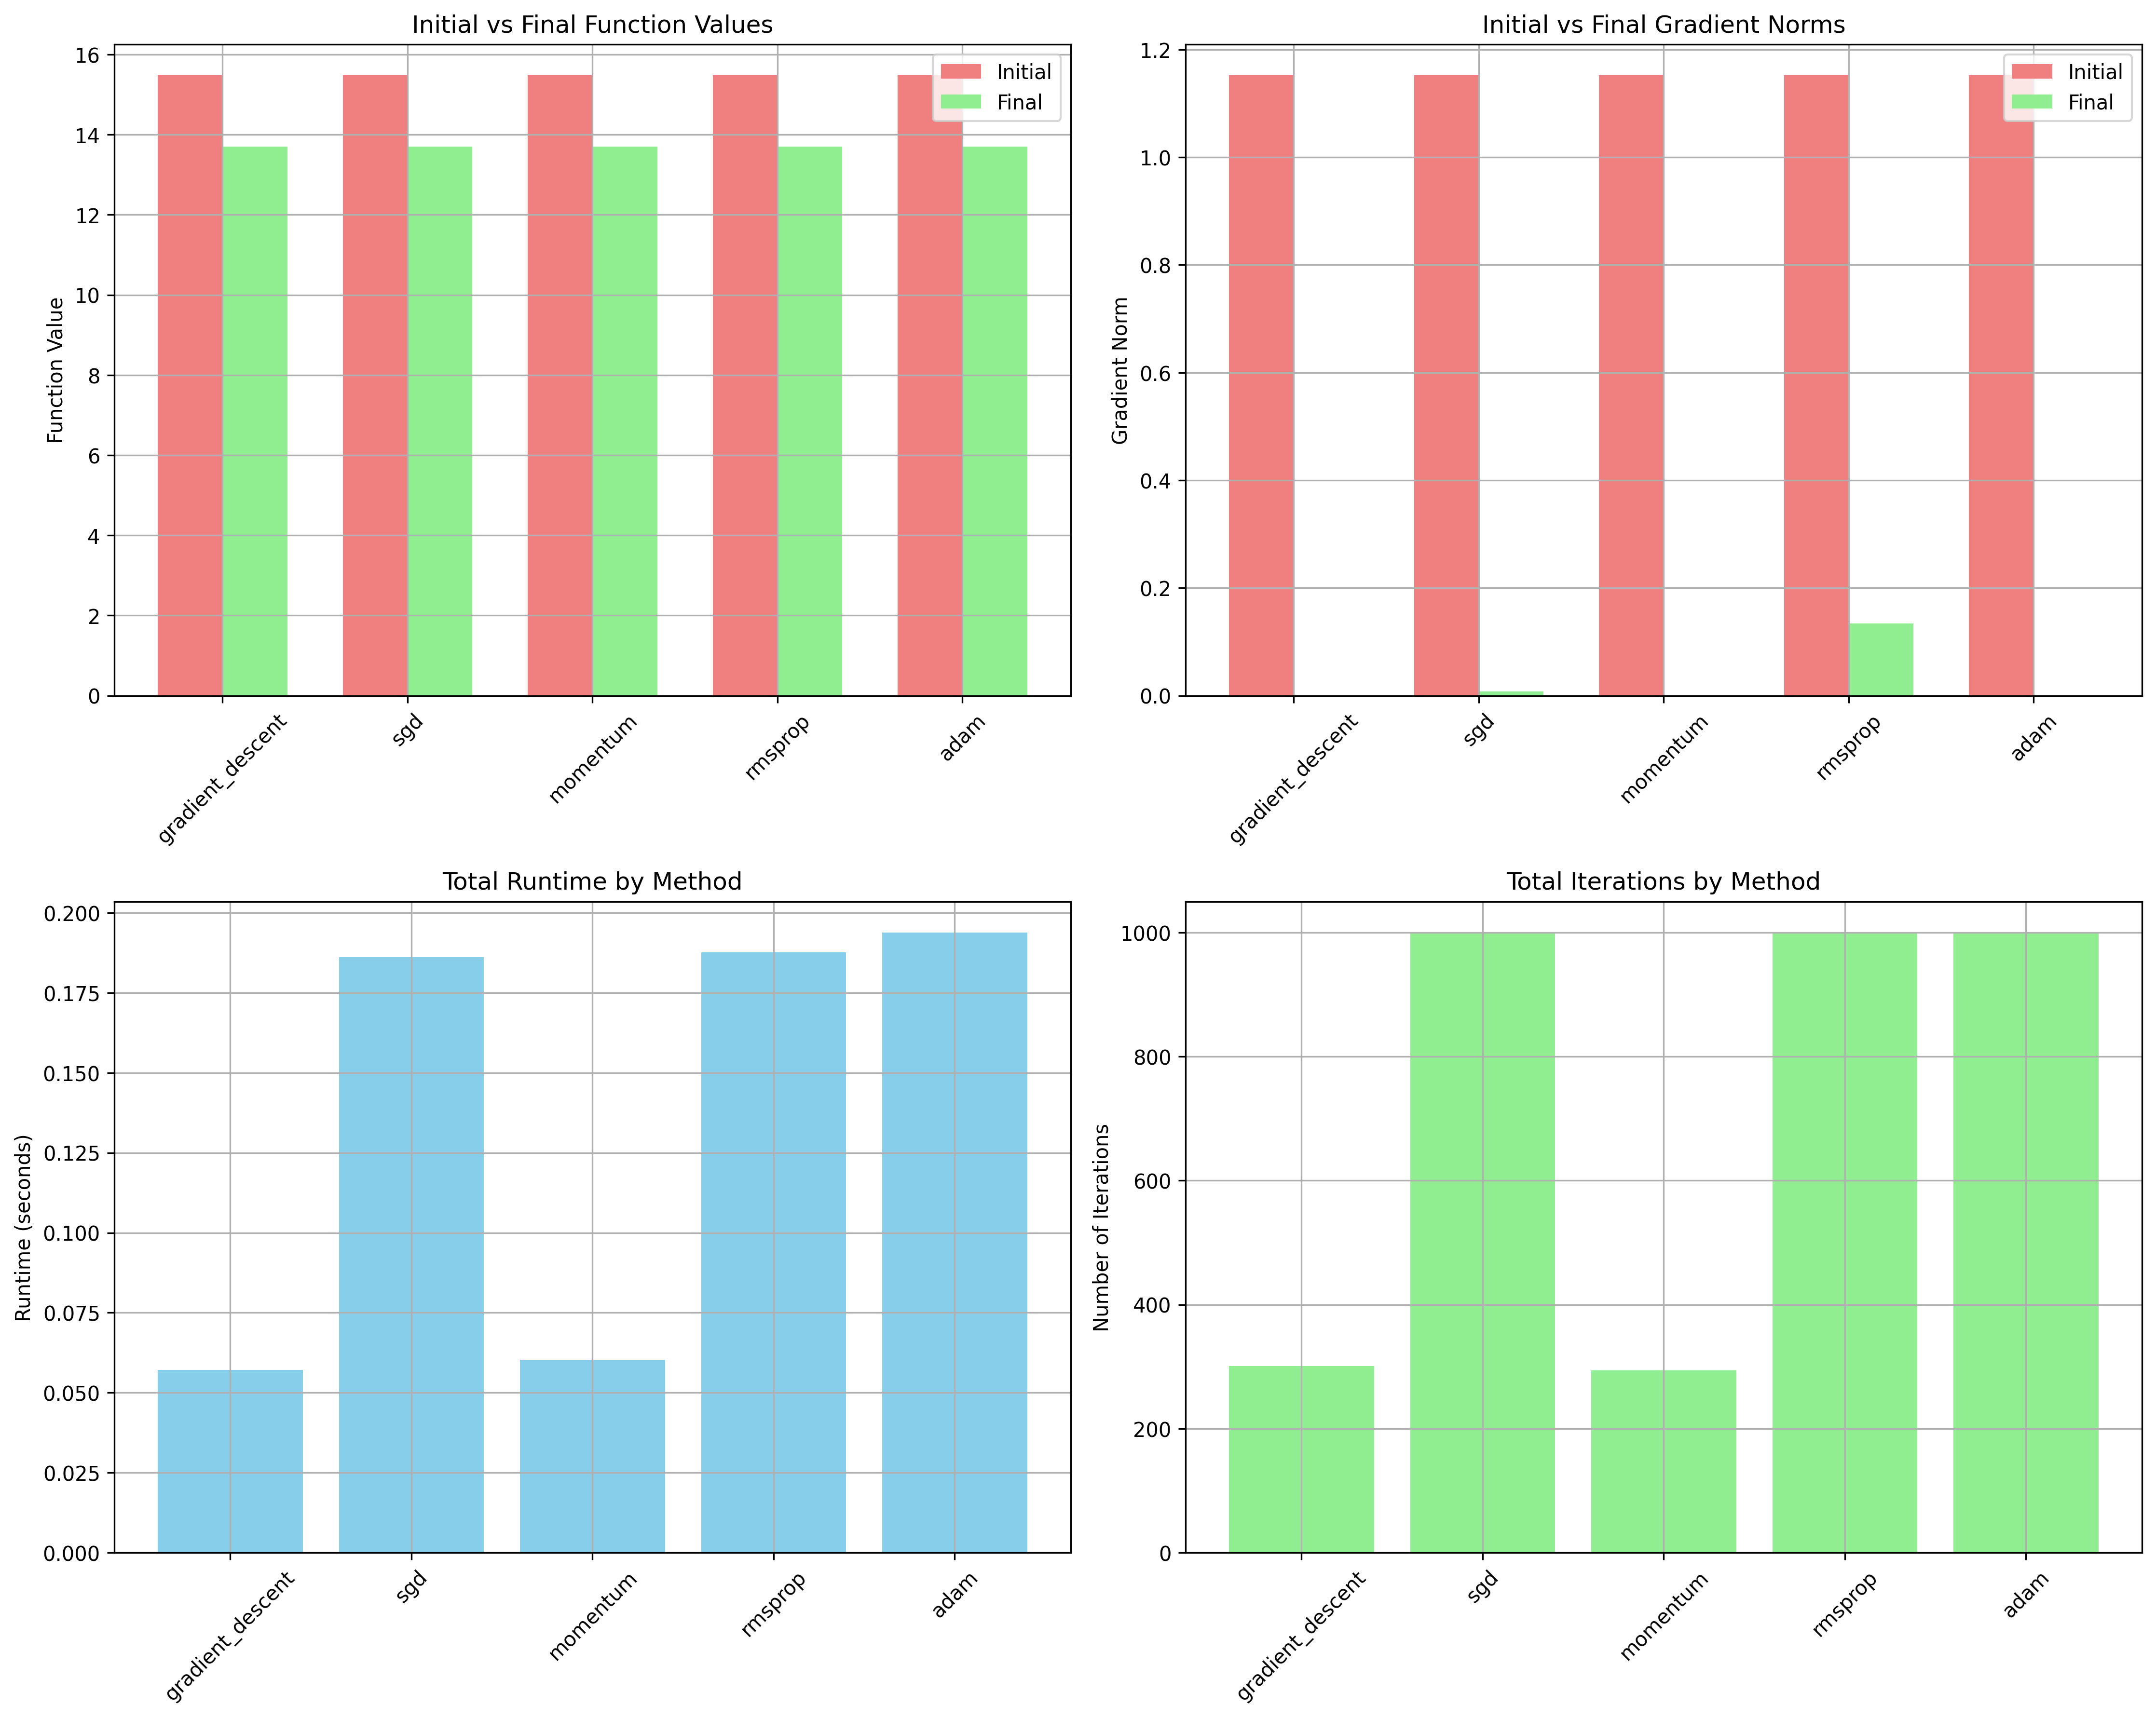 Initial vs Final Function Values
Function Value
16
14
12
10
8
6
4
2
0
Initial
Final
gradient_descent
sgd
momentum
rmsprop
adam
Initial vs Final Gradient Norms
Gradient Norm
1.2
1.0
0.8
0.6
0.4
0.2
0.0
Initial
Final
gradient_descent
sgd
momentum
rmsprop
adam
Total Runtime by Method
Runtime (seconds)
0.200
0.175
0.150
0.125
0.100
0.075
0.050
0.025
0.000
gradient_descent
sgd
momentum
rmsprop
adam
Total Iterations by Method
Number of Iterations
1000
800
600
400
200
0
gradient_descent
sgd
momentum
rmsprop
adam